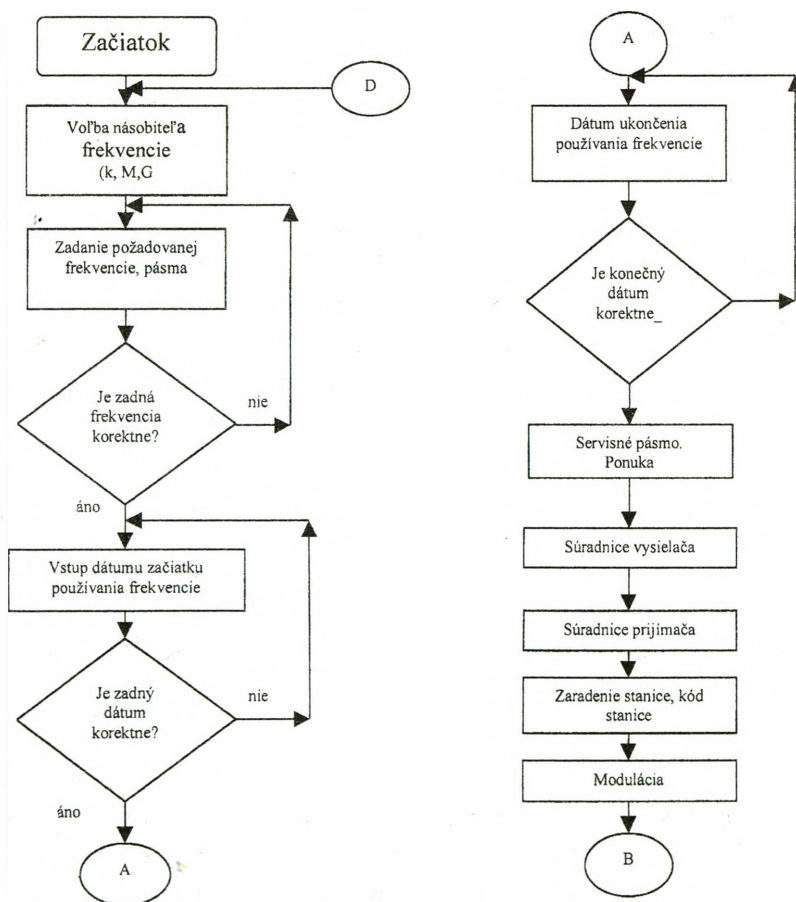 Začiatok
D
Voľba násobiteľa
frekvencie
(k, M,G
Zadanie požadovanej
frekvencie, pásma
Je zadná
frekvencia
korektne?
nie
áno
Vstup dátumu začiatku
používania frekvencie
Je zadný
dátum
korektne?
nie
áno
A
A
Dátum ukončenia
používania frekvencie
Je konečný
dátum
korektne_
Servisné pásmo.
Ponuka
Súradnice vysielača
Súradnice prijímača
Zaradenie stanice, kód
stanice
Modulácia
B